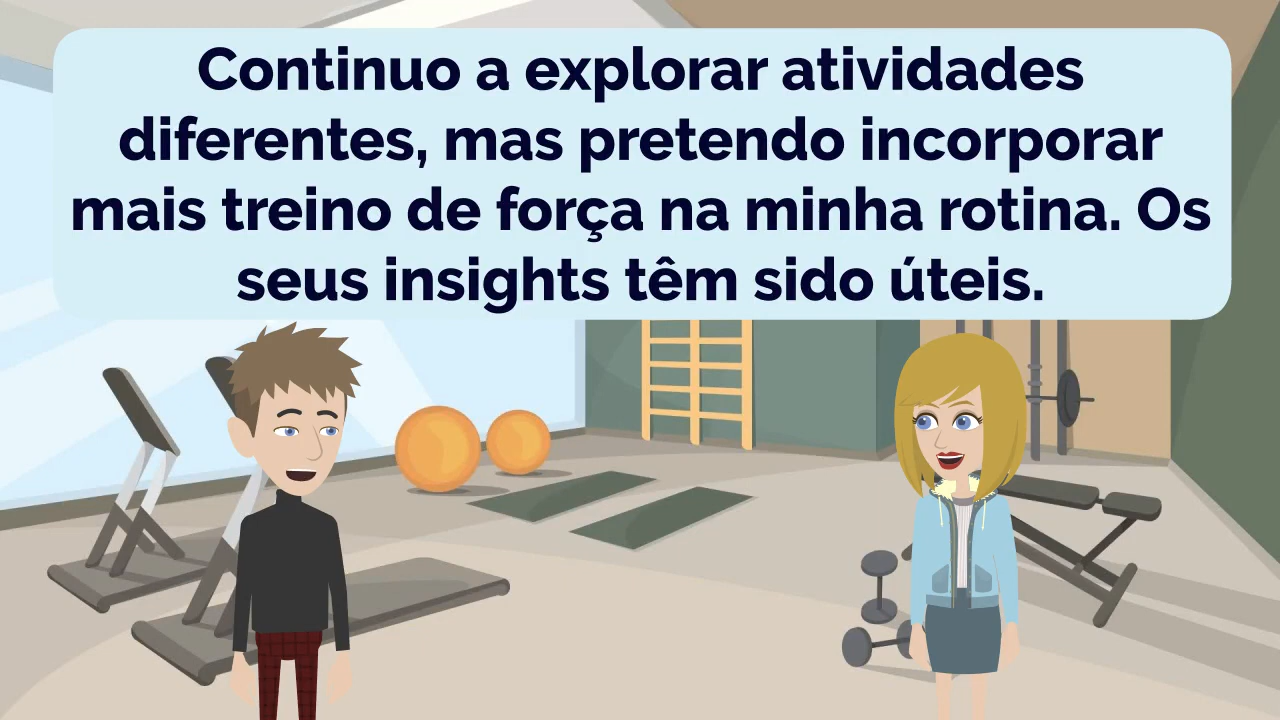 Continuo a explorar atividades
diferentes, mas pretendo incorporar
mais treino de força na minha rotina. Os
seus insights têm sido úteis.